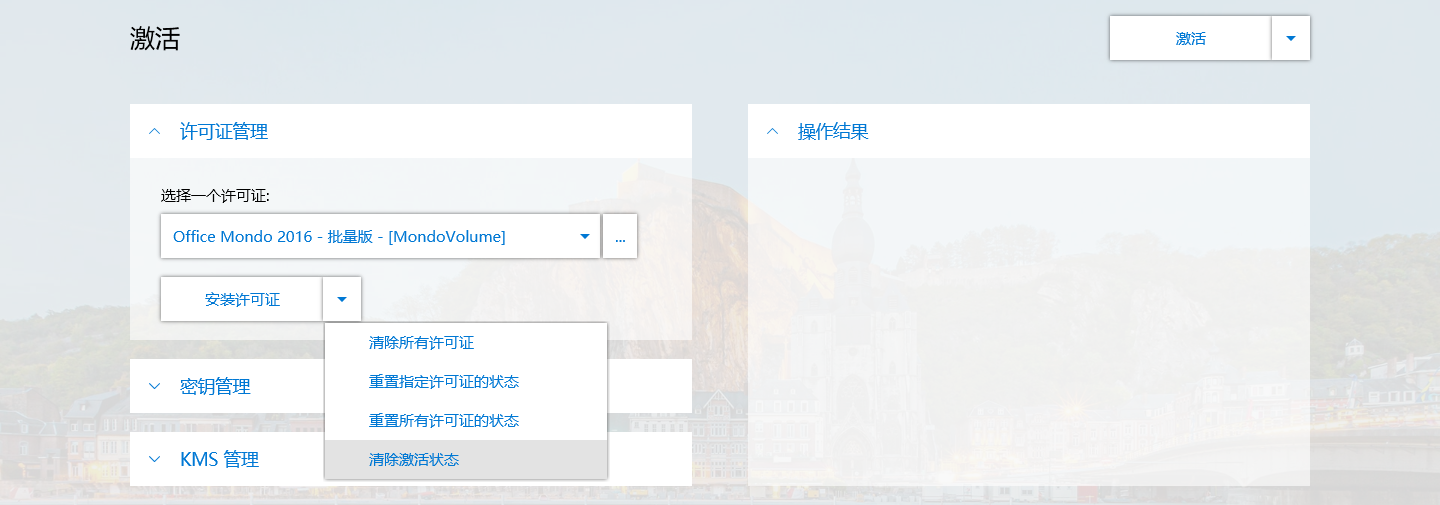 激活
激活
许可证管理
选择一个许可证:
Office Mondo 2016 - 批量版 - [MondoVolume]
...
安装许可证
清除所有许可证
重置指定许可证的状态
重置所有许可证的状态
清除激活状态
密钥管理
KMS 管理
操作结果